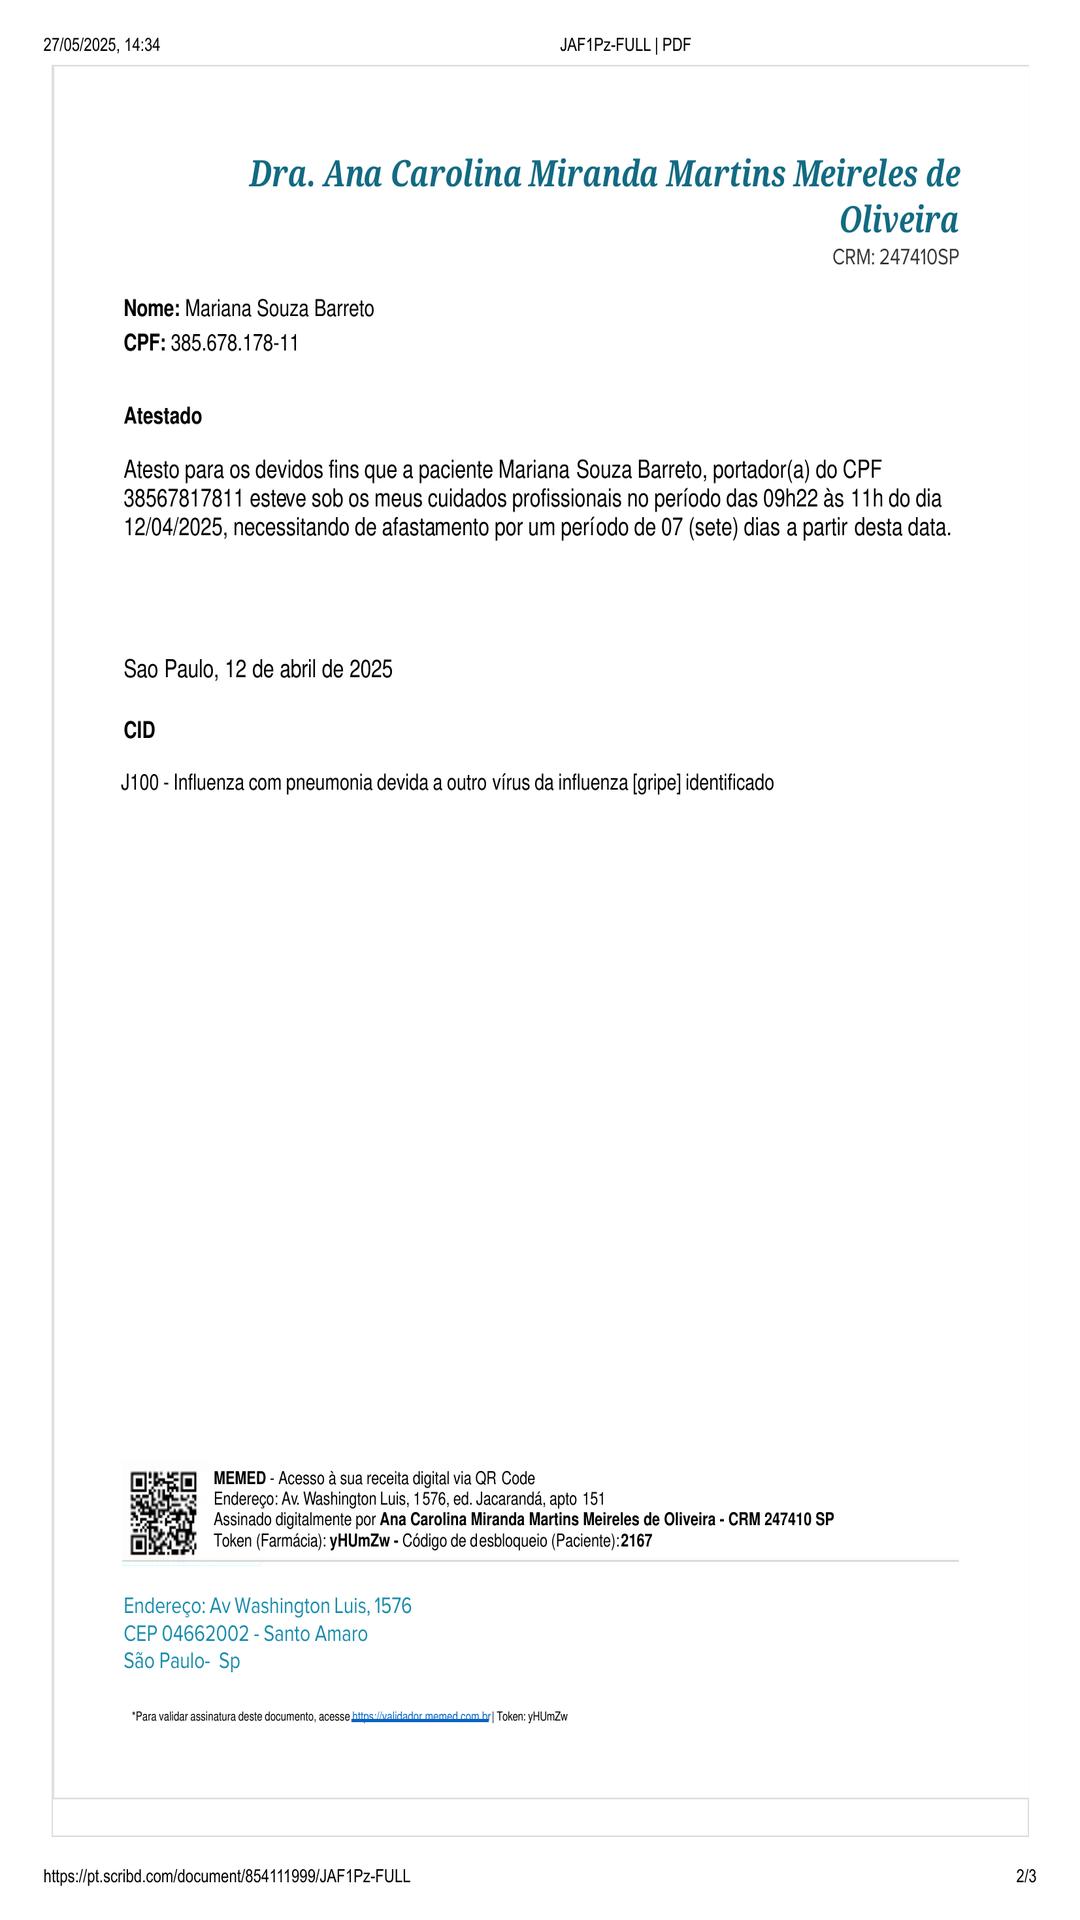 27/05/2025, 14:34 JAF1Pz-FULL | PDF
Dra. Ana Carolina Miranda Martins Meireles de
Oliveira
CRM: 247410SP
Nome: Mariana Souza Barreto
CPF: 385.678.178-11
Atestado
Atesto para os devidos fins que a paciente Mariana Souza Barreto, portador(a) do CPF
38567817811 esteve sob os meus cuidados profissionais no período das 09h22 às 11h do dia
12/04/2025, necessitando de afastamento por um período de 07 (sete) dias a partir desta data.
Sao Paulo, 12 de abril de 2025
CID
J100 - Influenza com pneumonia devida a outro vírus da influenza [gripe] identificado
MEMED - Acesso à sua receita digital via QR Code
Endereço: Av. Washington Luis, 1576, ed. Jacarandá, apto 151
Assinado digitalmente por Ana Carolina Miranda Martins Meireles de Oliveira - CRM 247410 SP
Token (Farmácia): yHUmZw - Código de desbloqueio (Paciente):2167
Endereço: Av Washington Luis, 1576
CEP 04662002 - Santo Amaro
São Paulo- Sp
*Para validar assinatura deste documento, acesse https://validador.memed.com.br | Token: yHUmZw
https://pt.scribd.com/document/854111999/JAF1Pz-FULL 2/3